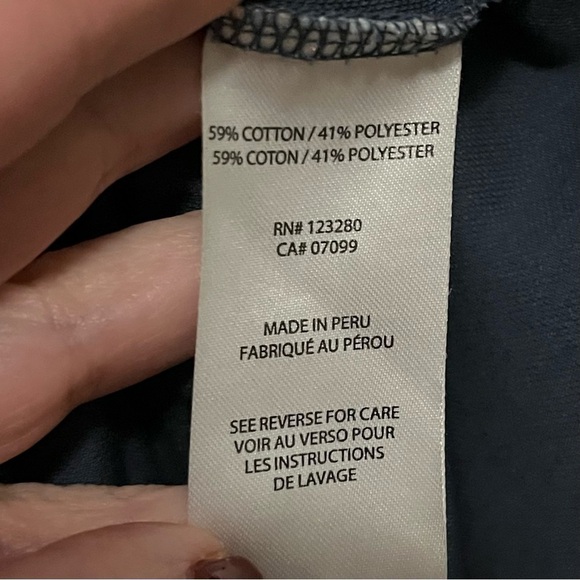 59% COTTON / 41% POLYESTER
59% COTON / 41% POLYESTER
RN# 123280
CA# 07099
MADE IN PERU
FABRIQUÉ AU PÉROU
SEE REVERSE FOR CARE
VOIR AU VERSO POUR
LES INSTRUCTIONS
DE LAVAGE